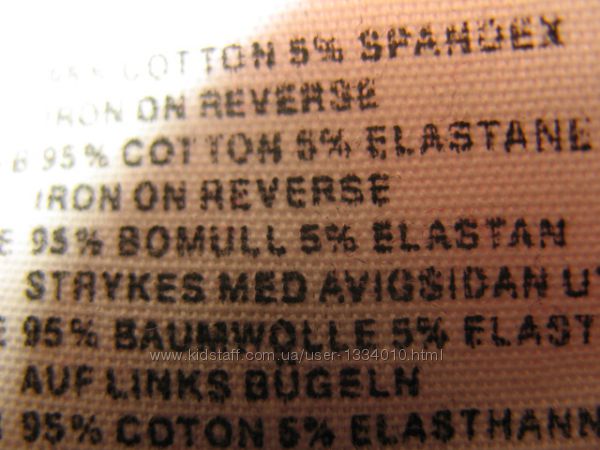 COTTON 5% SPANDEX
IRON ON REVERSE
B 95% COTTON 5% ELASTANE
IRON ON REVERSE
E 95% BOMULL 5% ELASTAN
STRYKES MED AVIGSIDAN
E 95% BAUMWOLLE 5% ELAST
www.kidstaff.com.ua/user-1334010.html
AUF LINKS BÜGELN
95% COTON 5% ELASTHANN